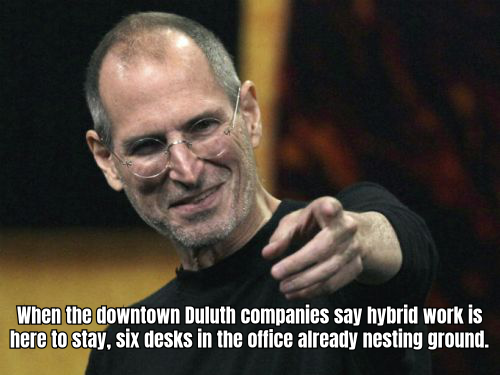 When the downtown Duluth companies say hybrid work is
here to stay, six desks in the office already nesting ground.